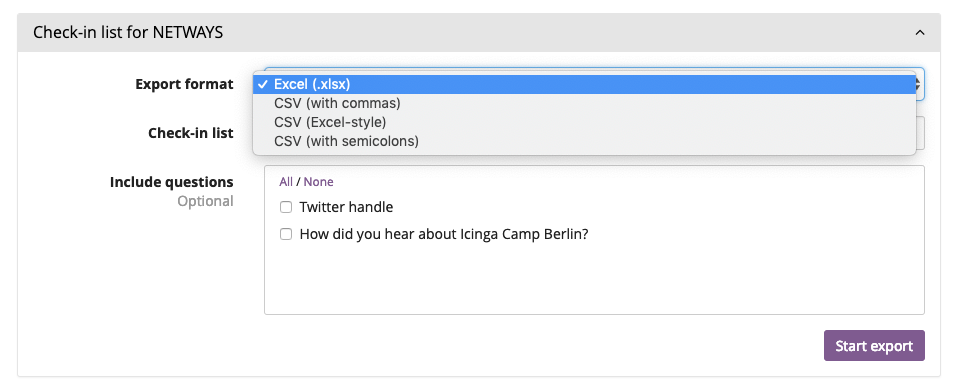 Check-in list for NETWAYS
Export format
✓ Excel (.xlsx)
CSV (with commas)
CSV (Excel-style)
Check-in list
CSV (with semicolons)
Include questions
All / None
Optional
Twitter handle
How did you hear about Icinga Camp Berlin?
Start export